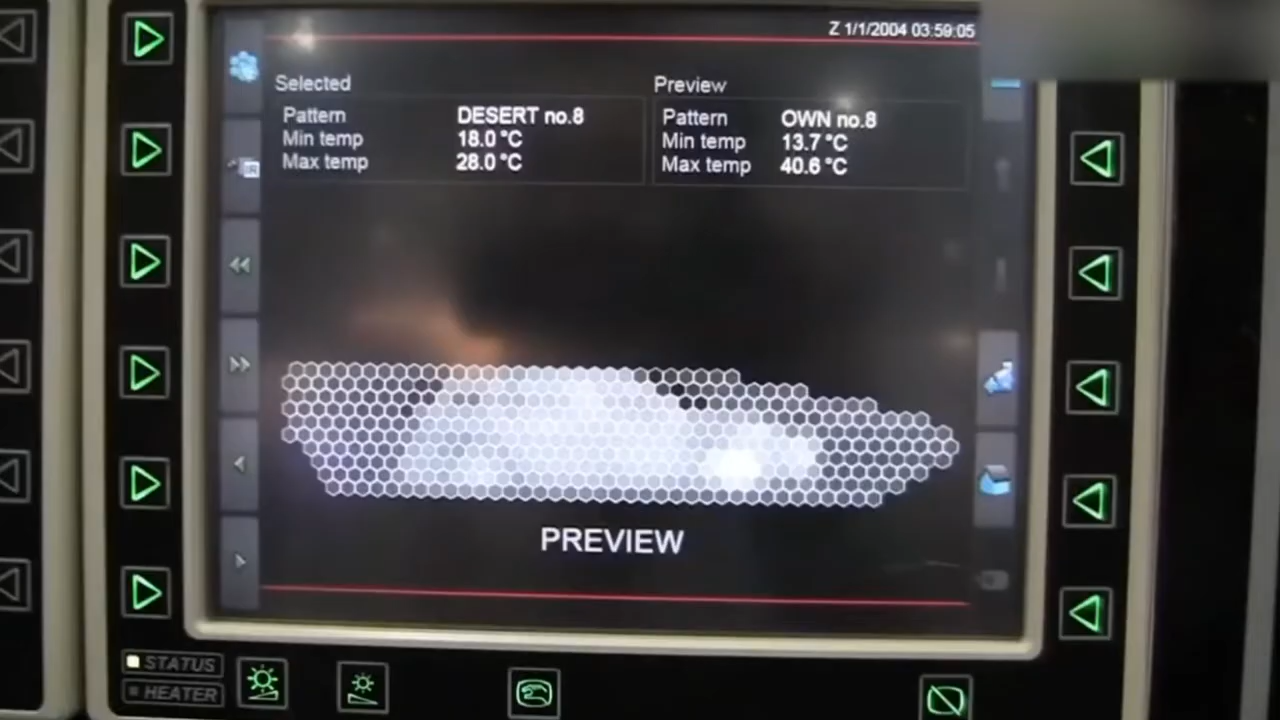 Z 1/1/2004 03:59:05
Selected
Pattern DESERT no.8
Min temp 18.0 °C
Max temp 28.0 °C
Preview
Pattern OWN no.8
Min temp 13.7 °C
Max temp 40.6 °C
PREVIEW
STATUS
HEATER